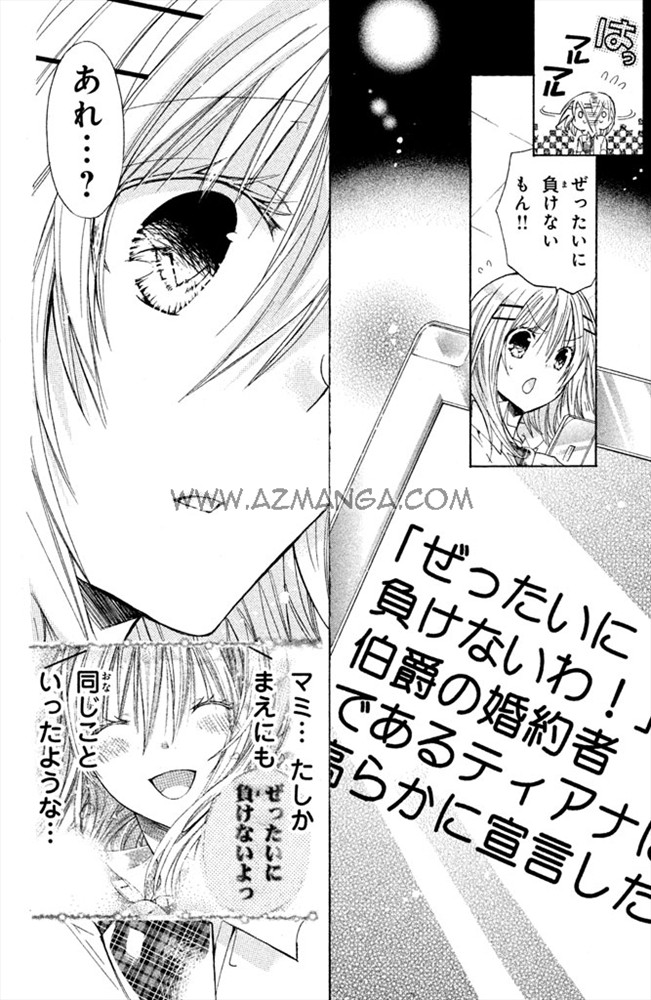 はっ
フル
フル
ぜったいに
負けない
もん!!
「ぜったいに
負けないわ！」
伯爵の婚約者
であるティアナは
高らかに宣言した
あれ…?
マミ…たしか
まえにも
同じこと
いったような…
ぜったいに
負けないよっ
WWW.AZMANGA.COM